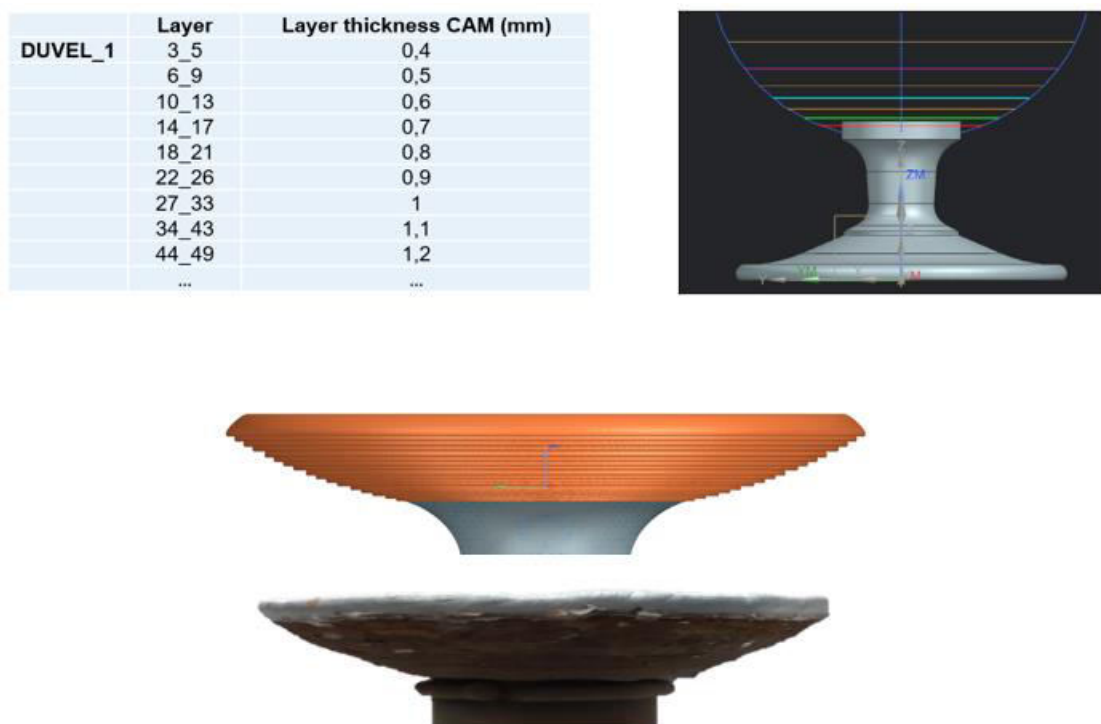 Layer Layer thickness CAM (mm)
DUVEL_1 3_5 0,4
6_9 0,5
10_13 0,6
14_17 0,7
18_21 0,8
22_26 0,9
27_33 1
34_43 1,1
44_49 1,2
... ...
Z
ZM
Y